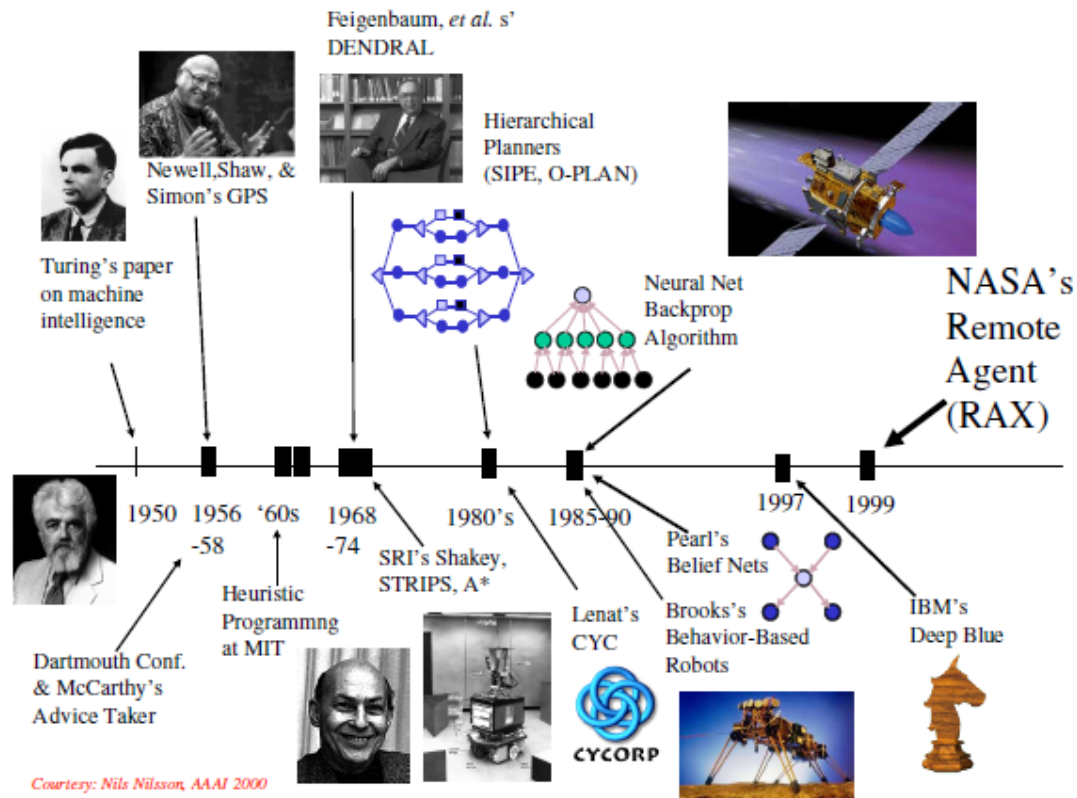 Feigenbaum, et al. s'
DENDRAL
Hierarchical
Planners
(SIPE, O-PLAN)
Newell,Shaw, &
Simon's GPS
Turing's paper
on machine
intelligence
Neural Net
Backprop
Algorithm
NASA's
Remote
Agent
(RAX)
1950
1956
-58
‘60s
1968
-74
1980's
1985-90
1997
1999
SRI's Shakey,
STRIPS, A*
Pearl's
Belief Nets
Heuristic
Programmng
at MIT
Lenat's
CYC
Brooks's
Behavior-Based
Robots
IBM's
Deep Blue
Dartmouth Conf.
& McCarthy's
Advice Taker
CYCORP
Courtesy: Nils Nilsson, AAAI 2000